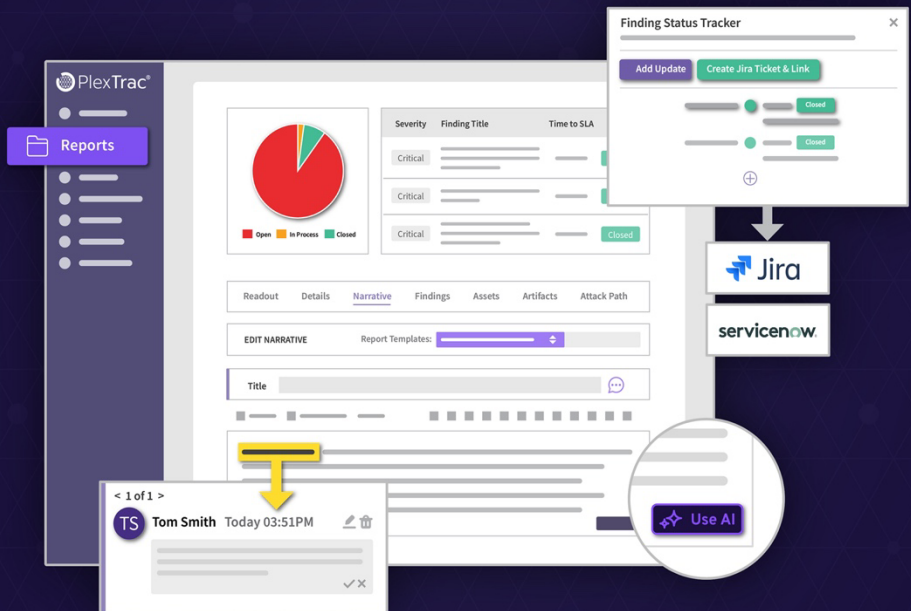 PlexTrac®
Reports
Open In Process Closed
Severity Finding Title Time to SLA
Critical
Critical
Critical
Closed
Finding Status Tracker
Add Update
Create Jira Ticket & Link
Closed
Closed
Jira
servicenow.
Readout Details Narrative Findings Assets Artifacts Attack Path
EDIT NARRATIVE
Report Templates:
Title
< 1 of 1 >
TS
Tom Smith Today 03:51PM
Use AI